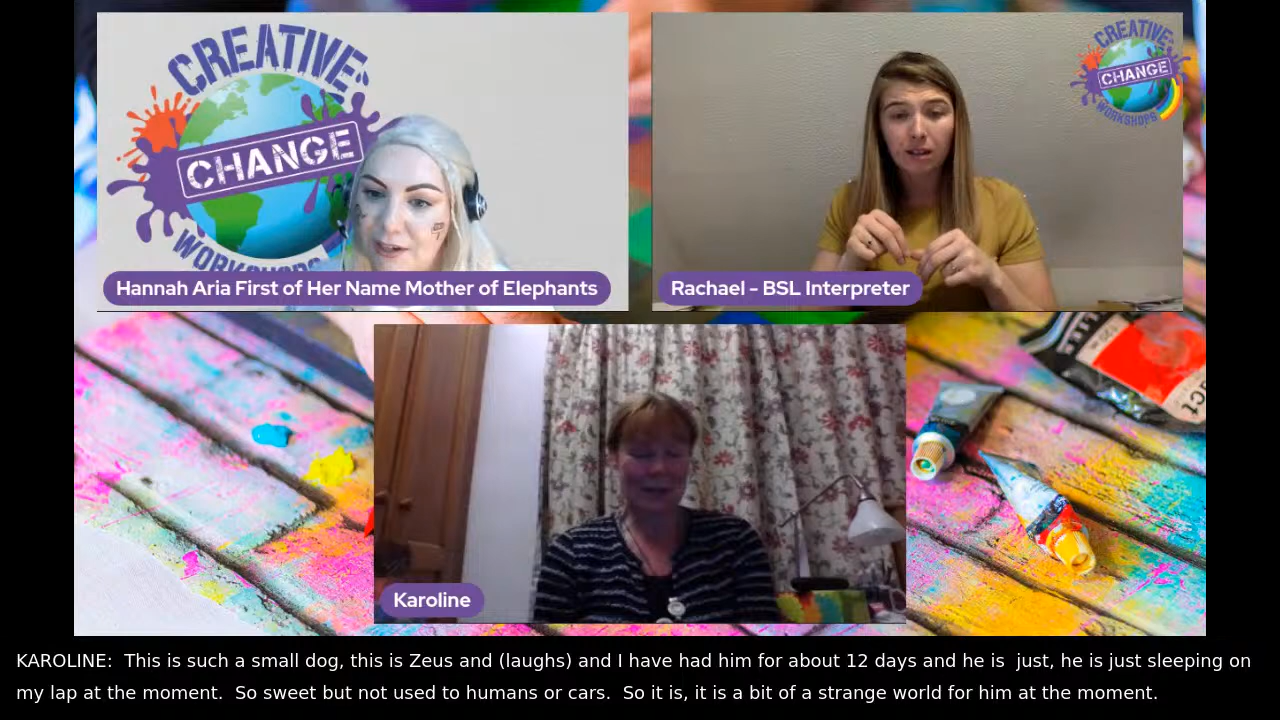 CREATIVE
CHANGE
WORKSHOPS
Hannah Aria First of Her Name Mother of Elephants
CREATIVE
CHANGE
WORKSHOPS
Rachael - BSL Interpreter
Karoline
KAROLINE:  This is such a small dog, this is Zeus and (laughs) and I have had him for about 12 days and he is  just, he is just sleeping on
my lap at the moment.  So sweet but not used to humans or cars.  So it is, it is a bit of a strange world for him at the moment.